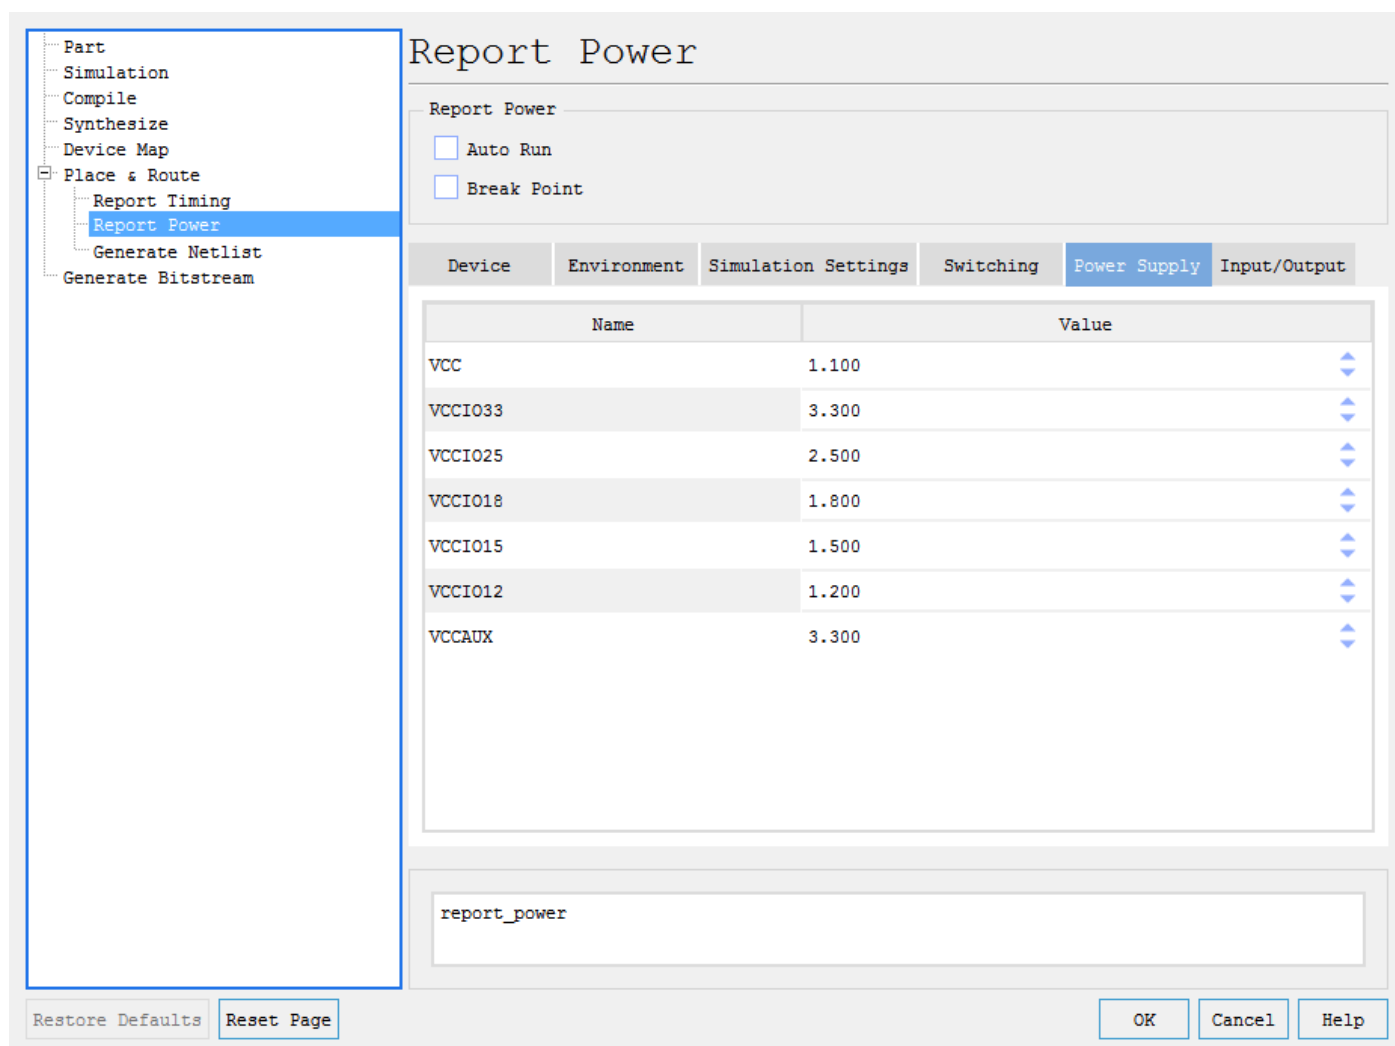 Part
Simulation
Compile
Synthesize
Device Map
Place & Route
Report Timing
Report Power
Generate Netlist
Generate Bitstream
Report Power
Report Power
Auto Run
Break Point
Device Environment Simulation Settings Switching Power Supply Input/Output
Name Value
VCC 1.100
VCCIO33 3.300
VCCIO25 2.500
VCCIO18 1.800
VCCIO15 1.500
VCCIO12 1.200
VCCAUX 3.300
report_power
Restore Defaults Reset Page OK Cancel Help